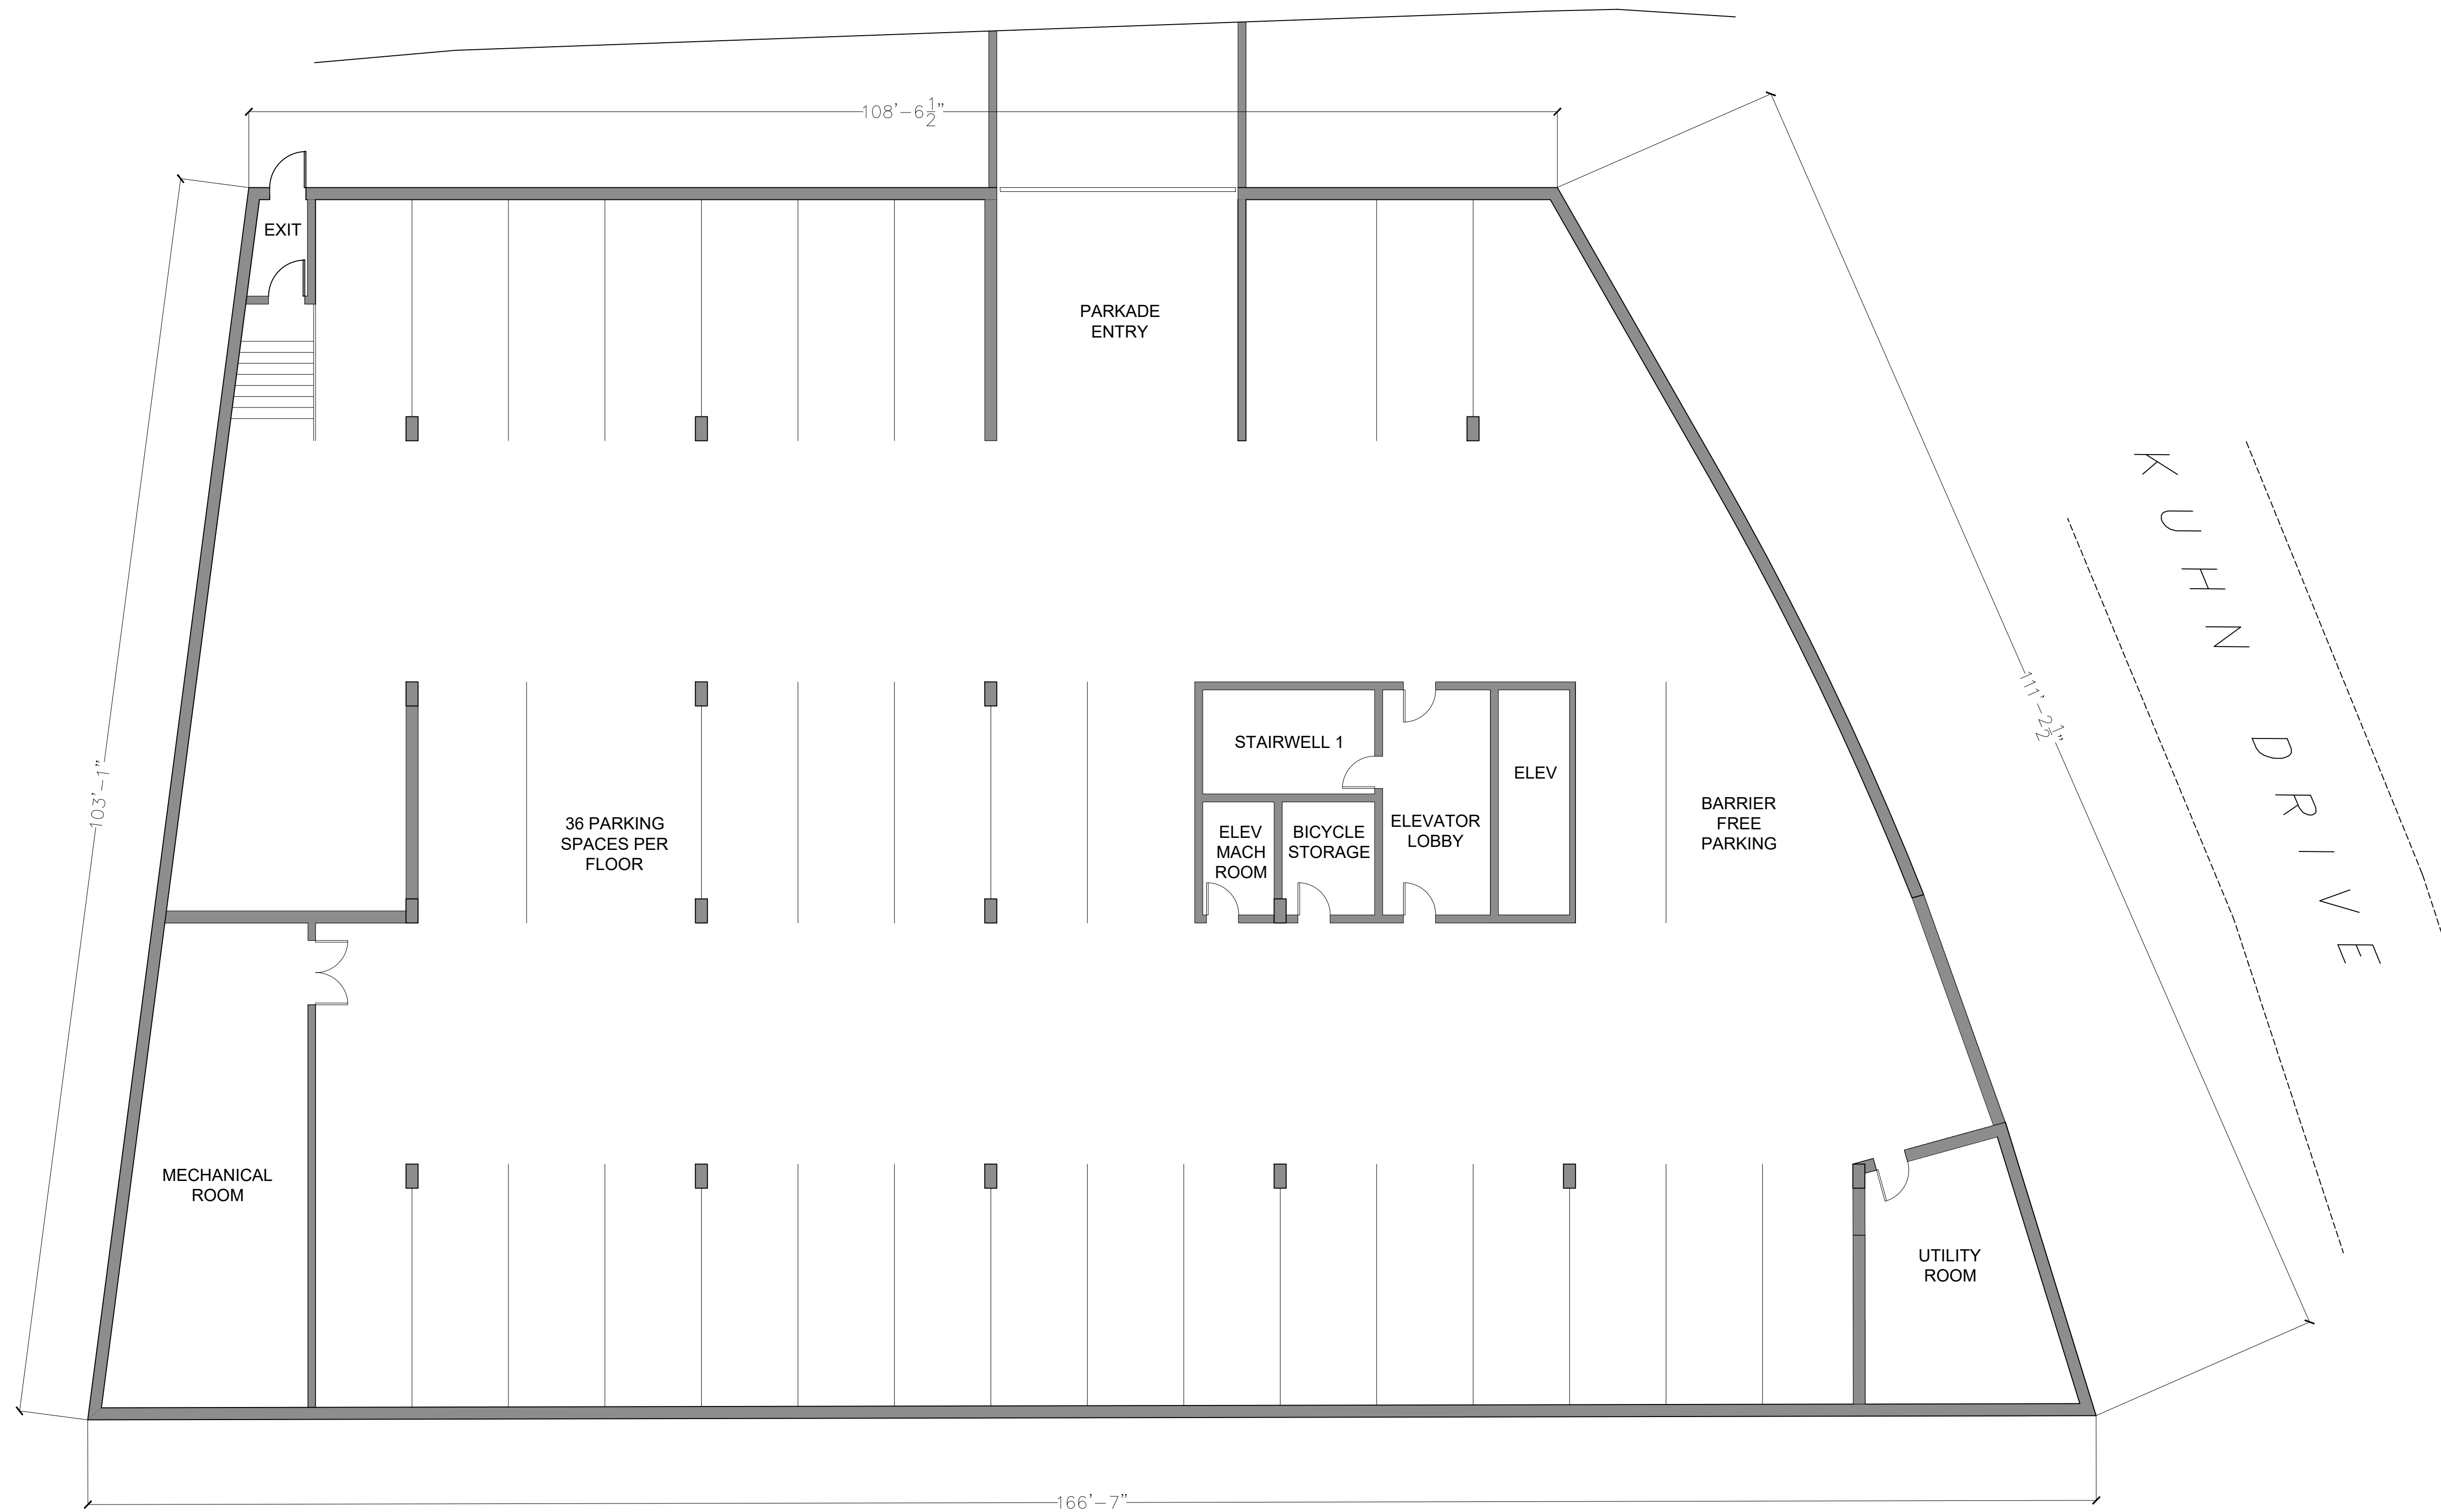 108'-6 1/2"
EXIT
PARKADE
ENTRY
KUHN DRIVE
111'-2 1/2"
STAIRWELL 1
ELEV
103'-1"
36 PARKING
SPACES PER
FLOOR
ELEV
MACH
ROOM
BICYCLE
STORAGE
ELEVATOR
LOBBY
BARRIER
FREE
PARKING
MECHANICAL
ROOM
UTILITY
ROOM
166'-7"